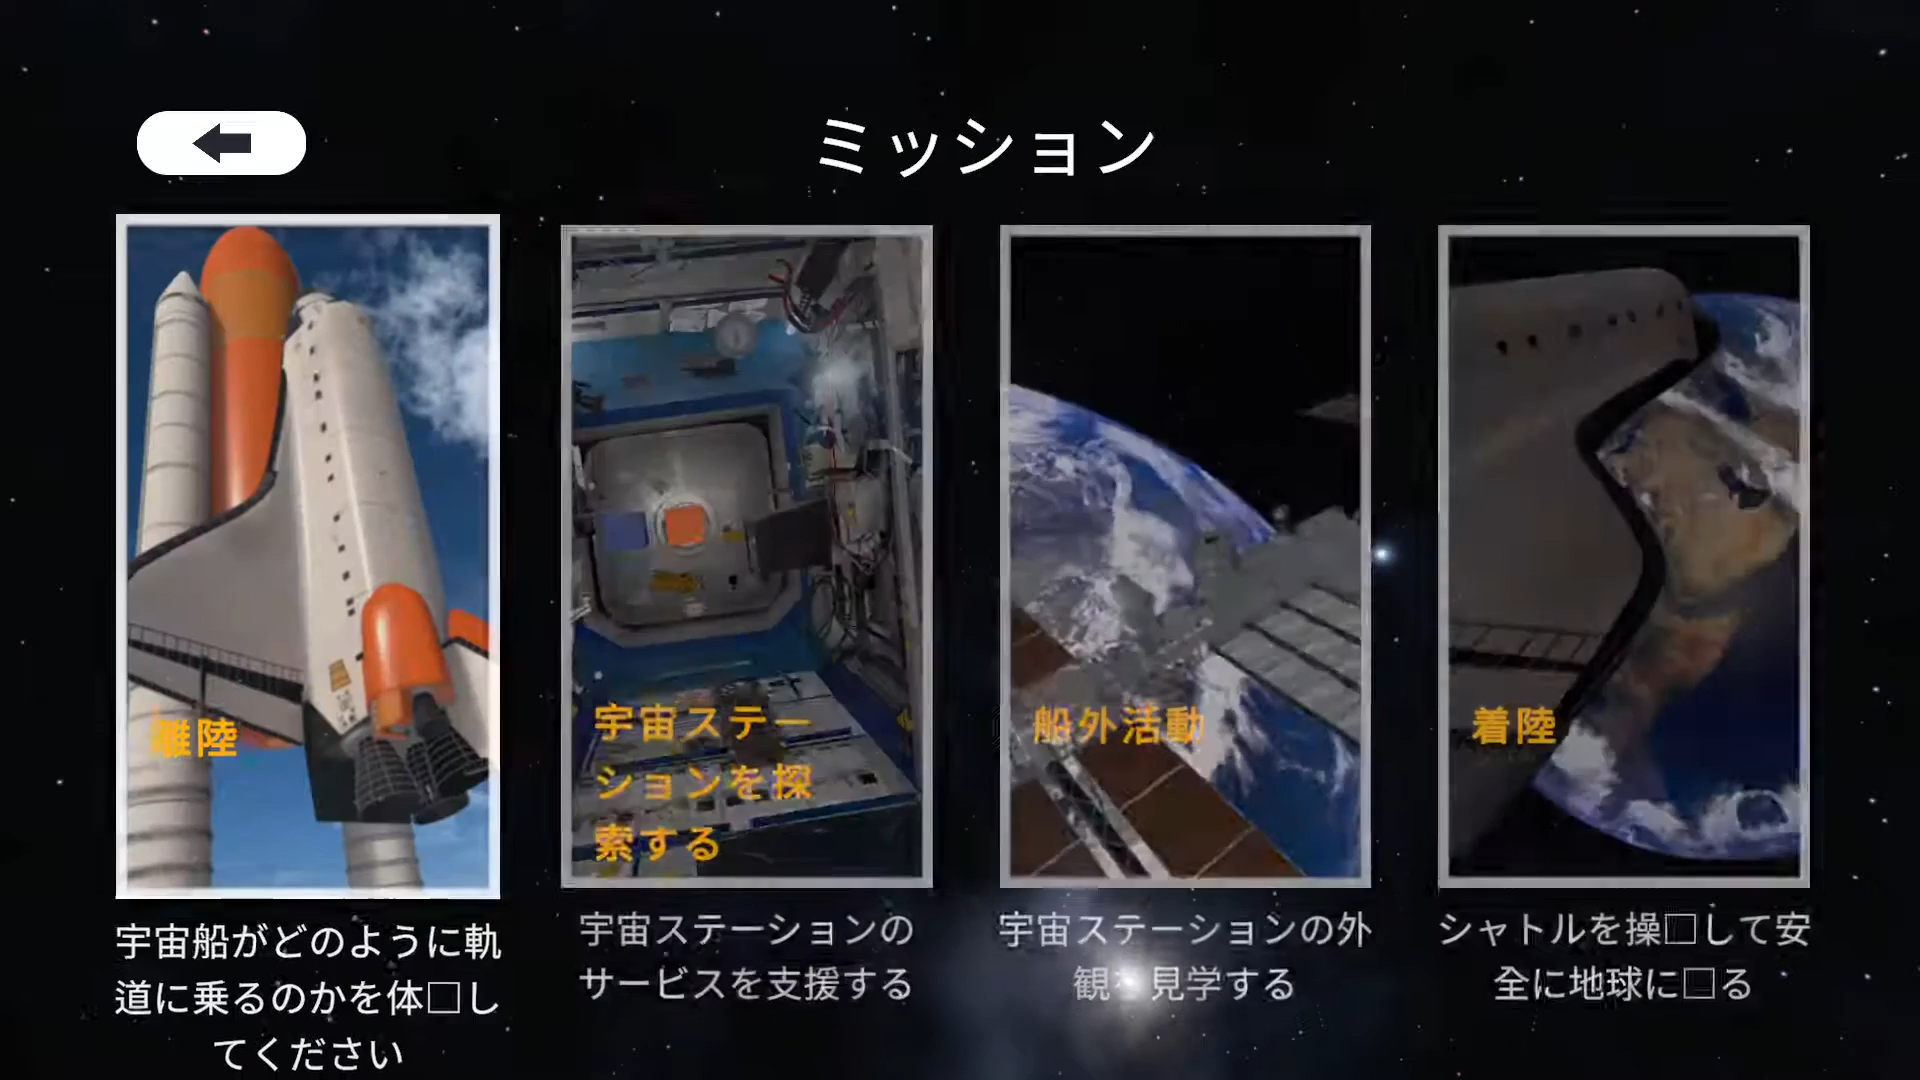 ミッション
離陸
宇宙ステー
ションを探
索する
船外活動
着陸
宇宙船がどのように軌
道に乗るのかを体□し
てください
宇宙ステーションの
サービスを支援する
宇宙ステーションの外
観を見学する
シャトルを操□して安
全に地球に□る